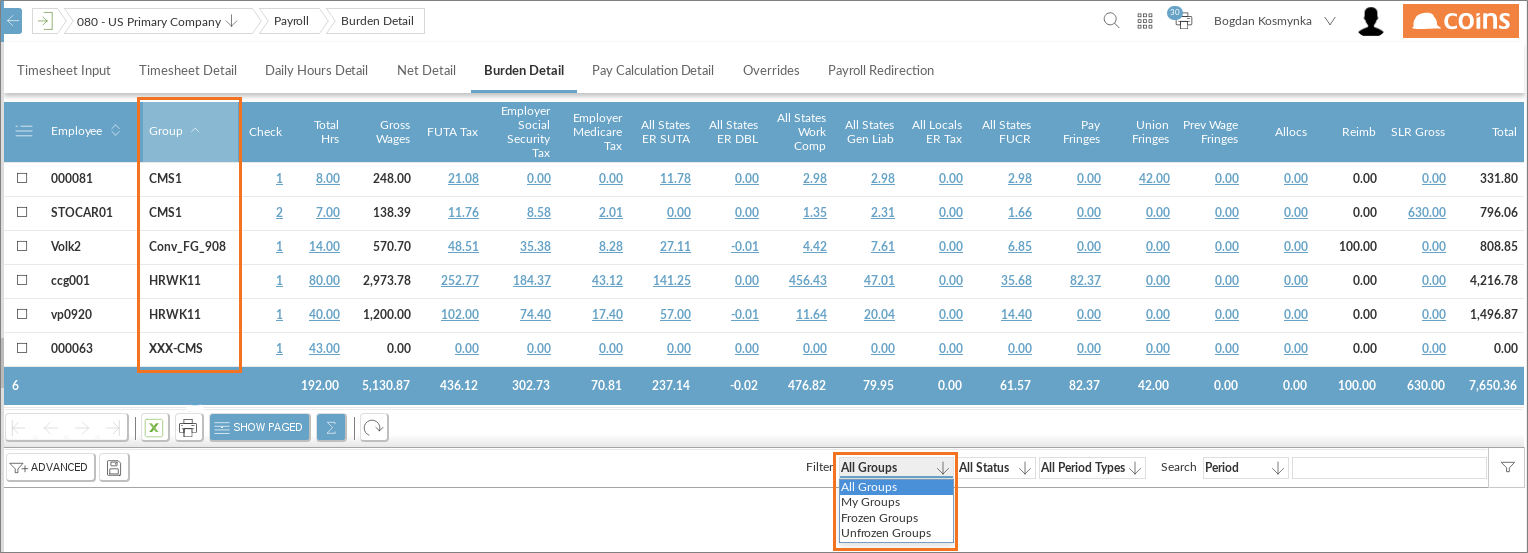 080 - US Primary Company Payroll Burden Detail 30 Bogdan Kosmynka coins
Timesheet Input Timesheet Detail Daily Hours Detail Net Detail Burden Detail Pay Calculation Detail Overrides Payroll Redirection
Employee Group Check Total Hrs Gross Wages FUTA Tax Employer Social Security Tax Employer Medicare Tax All States ER SUTA All States ER DBL All States Work Comp All States Gen Liab All Locals ER Tax All States FUCR Pay Fringes Union Fringes Prev Wage Fringes Allocs Reimb SLR Gross Total
000081 CMS1 1 8.00 248.00 21.08 0.00 0.00 11.78 0.00 2.98 2.98 0.00 2.98 0.00 42.00 0.00 0.00 0.00 0.00 331.80
STOCAR01 CMS1 2 7.00 138.39 11.76 8.58 2.01 0.00 0.00 1.35 2.31 0.00 1.66 0.00 0.00 0.00 0.00 0.00 630.00 796.06
Volk2 Conv_FG_908 1 14.00 570.70 48.51 35.38 8.28 27.11 -0.01 4.42 7.61 0.00 6.85 0.00 0.00 0.00 0.00 100.00 0.00 808.85
ccg001 HRWK11 1 80.00 2,973.78 252.77 184.37 43.12 141.25 0.00 456.43 47.01 0.00 35.68 82.37 0.00 0.00 0.00 0.00 0.00 4,216.78
vp0920 HRWK11 1 40.00 1,200.00 102.00 74.40 17.40 57.00 -0.01 11.64 20.04 0.00 14.40 0.00 0.00 0.00 0.00 0.00 0.00 1,496.87
000063 XXX-CMS 1 43.00 0.00 0.00 0.00 0.00 0.00 0.00 0.00 0.00 0.00 0.00 0.00 0.00 0.00 0.00 0.00 0.00 0.00
6 192.00 5,130.87 436.12 302.73 70.81 237.14 -0.02 476.82 79.95 0.00 61.57 82.37 42.00 0.00 0.00 100.00 630.00 7,650.36
X SHOW PAGED Σ
ADVANCED Filter All Groups All Status All Period Types Search Period
All Groups
My Groups
Frozen Groups
Unfrozen Groups